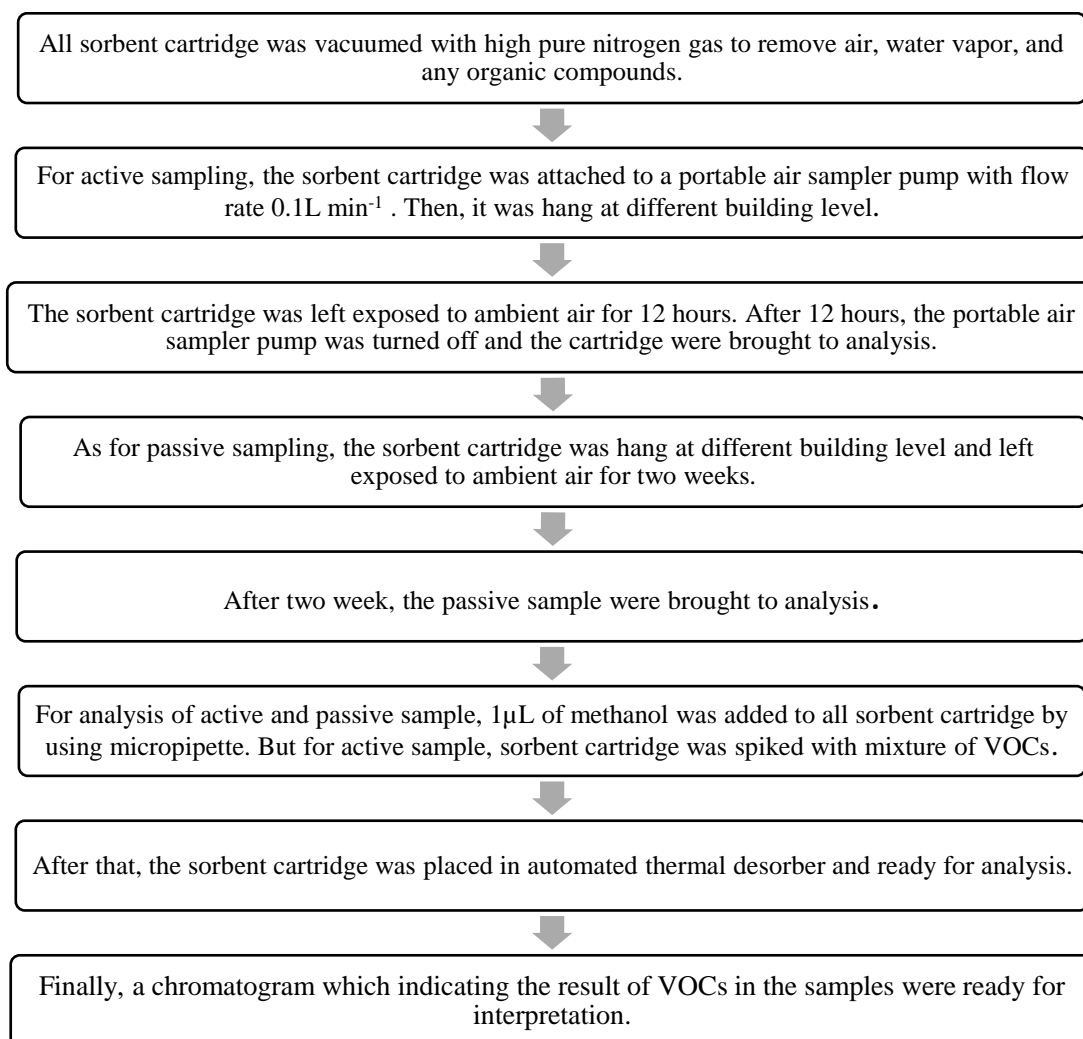 All sorbent cartridge was vacuumed with high pure nitrogen gas to remove air, water vapor, and
any organic compounds.
For active sampling, the sorbent cartridge was attached to a portable air sampler pump with flow
rate 0.1L min⁻¹ . Then, it was hang at different building level.
The sorbent cartridge was left exposed to ambient air for 12 hours. After 12 hours, the portable air
sampler pump was turned off and the cartridge were brought to analysis.
As for passive sampling, the sorbent cartridge was hang at different building level and left
exposed to ambient air for two weeks.
After two week, the passive sample were brought to analysis.
For analysis of active and passive sample, 1µL of methanol was added to all sorbent cartridge by
using micropipette. But for active sample, sorbent cartridge was spiked with mixture of VOCs.
After that, the sorbent cartridge was placed in automated thermal desorber and ready for analysis.
Finally, a chromatogram which indicating the result of VOCs in the samples were ready for
interpretation.